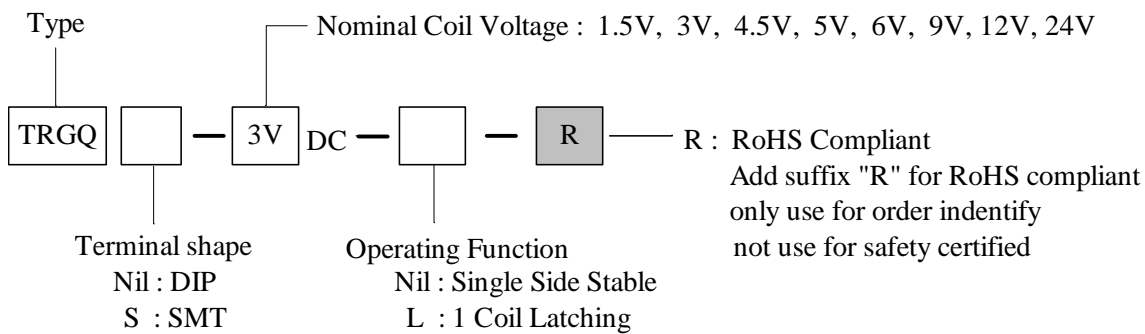 Type
Nominal Coil Voltage : 1.5V, 3V, 4.5V, 5V, 6V, 9V, 12V, 24V
TRGQ 3V DC R
R : RoHS Compliant
Add suffix "R" for RoHS compliant
only use for order indentify
not use for safety certified
Terminal shape
Nil : DIP
S : SMT
Operating Function
Nil : Single Side Stable
L : 1 Coil Latching